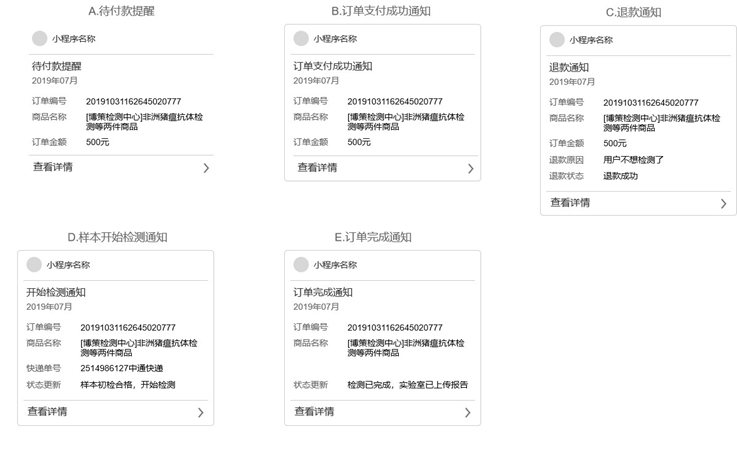 A.待付款提醒
小程序名称
待付款提醒
2019年07月
订单编号 20191031162645020777
商品名称 [博策检测中心]非洲猪瘟抗体检
测等两件商品
订单金额 500元
查看详情
B.订单支付成功通知
小程序名称
订单支付成功通知
2019年07月
订单编号 20191031162645020777
商品名称 [博策检测中心]非洲猪瘟抗体检
测等两件商品
订单金额 500元
查看详情
C.退款通知
小程序名称
退款通知
2019年07月
订单编号 20191031162645020777
商品名称 [博策检测中心]非洲猪瘟抗体检
测等两件商品
订单金额 500元
退款原因 用户不想检测了
退款状态 退款成功
查看详情
D.样本开始检测通知
小程序名称
开始检测通知
2019年07月
订单编号 20191031162645020777
商品名称 [博策检测中心]非洲猪瘟抗体检
测等两件商品
快递单号 2514986127中通快递
状态更新 样本初检合格，开始检测
查看详情
E.订单完成通知
小程序名称
订单完成通知
2019年07月
订单编号 20191031162645020777
商品名称 [博策检测中心]非洲猪瘟抗体检
测等两件商品
状态更新 检测已完成，实验室已上传报告
查看详情